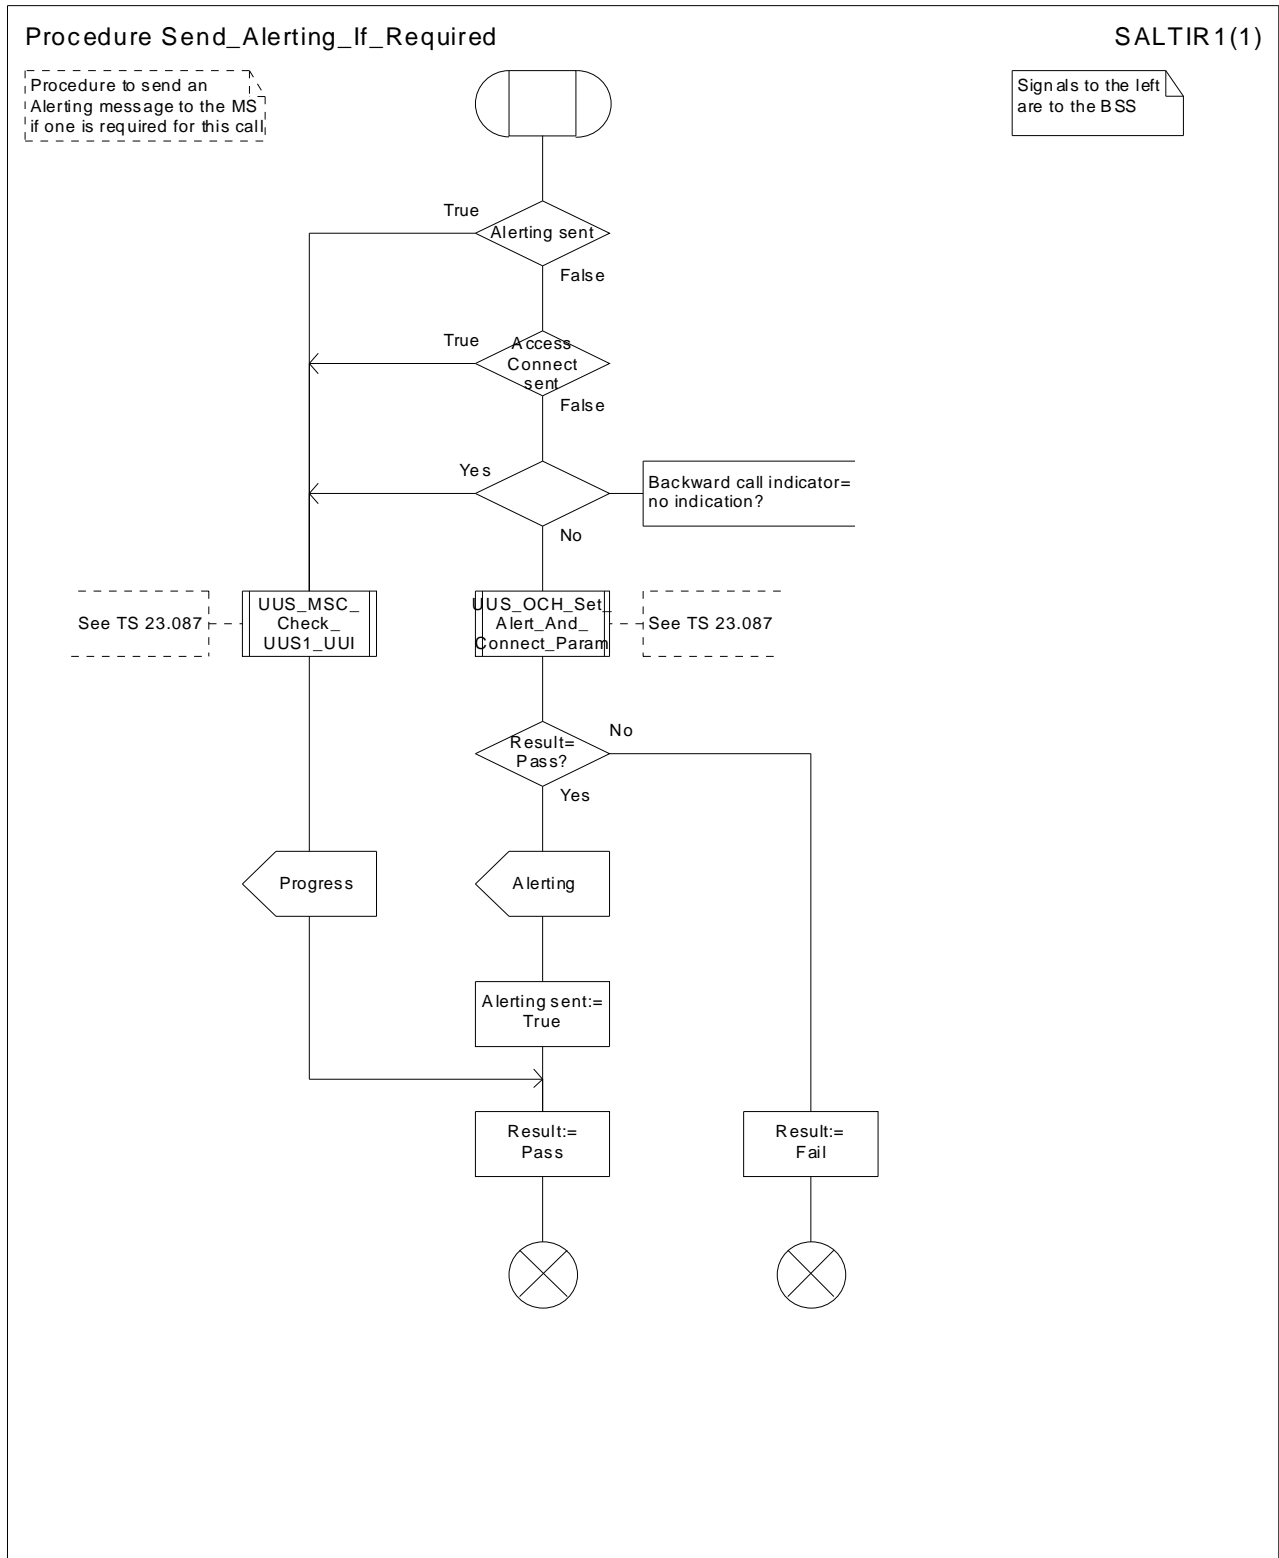 Procedure Send_Alerting_If_Required
SALTIR1(1)
Procedure to send an
Alerting message to the MS
if one is required for this call
Signals to the left
are to the BSS
True
Alerting sent
False
True
Access
Connect
sent
False
Yes
Backward call indicator=
no indication?
No
See TS 23.087
UUS_MSC_
Check_
UUS1_UUI
UUS_OCH_Set_
Alert_And_
Connect_Param
See TS 23.087
Result=
Pass?
No
Yes
Progress
Alerting
Alerting sent:=
True
Result:=
Pass
Result:=
Fail